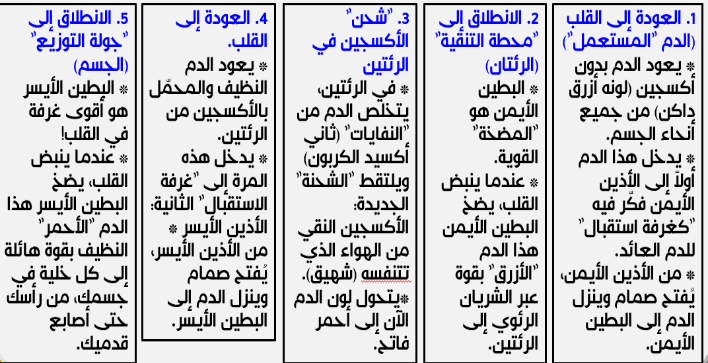 1. العودة إلى القلب
(الدم "المستعمل")
* يعود الدم بدون
أكسجين (لونه أزرق
داكن) من جميع
أنحاء الجسم.
* يدخل هذا الدم
أولاً إلى الأذين
الأيمن فكّر فيه
"كغرفة استقبال"
للدم العائد.
* من الأذين الأيمن،
يُفتح صمام وينزل
الدم إلى البطين
الأيمن.
2. الانطلاق إلى
"محطة التنقية"
(الرئتان)
* البطين
الأيمن هو
"المضخة"
القوية.
* عندما ينبض
القلب، يضخ
البطين الأيمن
هذا الدم
"الأزرق" بقوة
عبر الشريان
الرئوي إلى
الرئتين.
3. "شحن"
الأكسجين في
الرئتين
* في الرئتين،
يتخلص الدم من
"النفايات" (ثاني
أكسيد الكربون)
ويلتقط "الشحنة"
الجديدة:
الأكسجين النقي
من الهواء الذي
تتنفسه (شهيق).
*يتحول لون الدم
الآن إلى أحمر
فاتح.
4. العودة إلى
القلب.
* يعود الدم
النظيف والمحمّل
بالأكسجين من
الرئتين.
* يدخل هذه
المرة إلى "غرفة
الاستقبال" الثانية:
الأذين الأيسر *
من الأذين الأيسر،
يُفتح صمام
وينزل الدم إلى
البطين الأيسر.
5. الانطلاق إلى
"جولة التوزيع"
(الجسم)
* البطين الأيسر
هو أقوى غرفة
في القلب!
* عندما ينبض
القلب، يضخ
البطين الأيسر هذا
الدم "الأحمر"
النظيف بقوة هائلة
إلى كل خلية في
جسمك، من رأسك
حتى أصابع
قدميك.